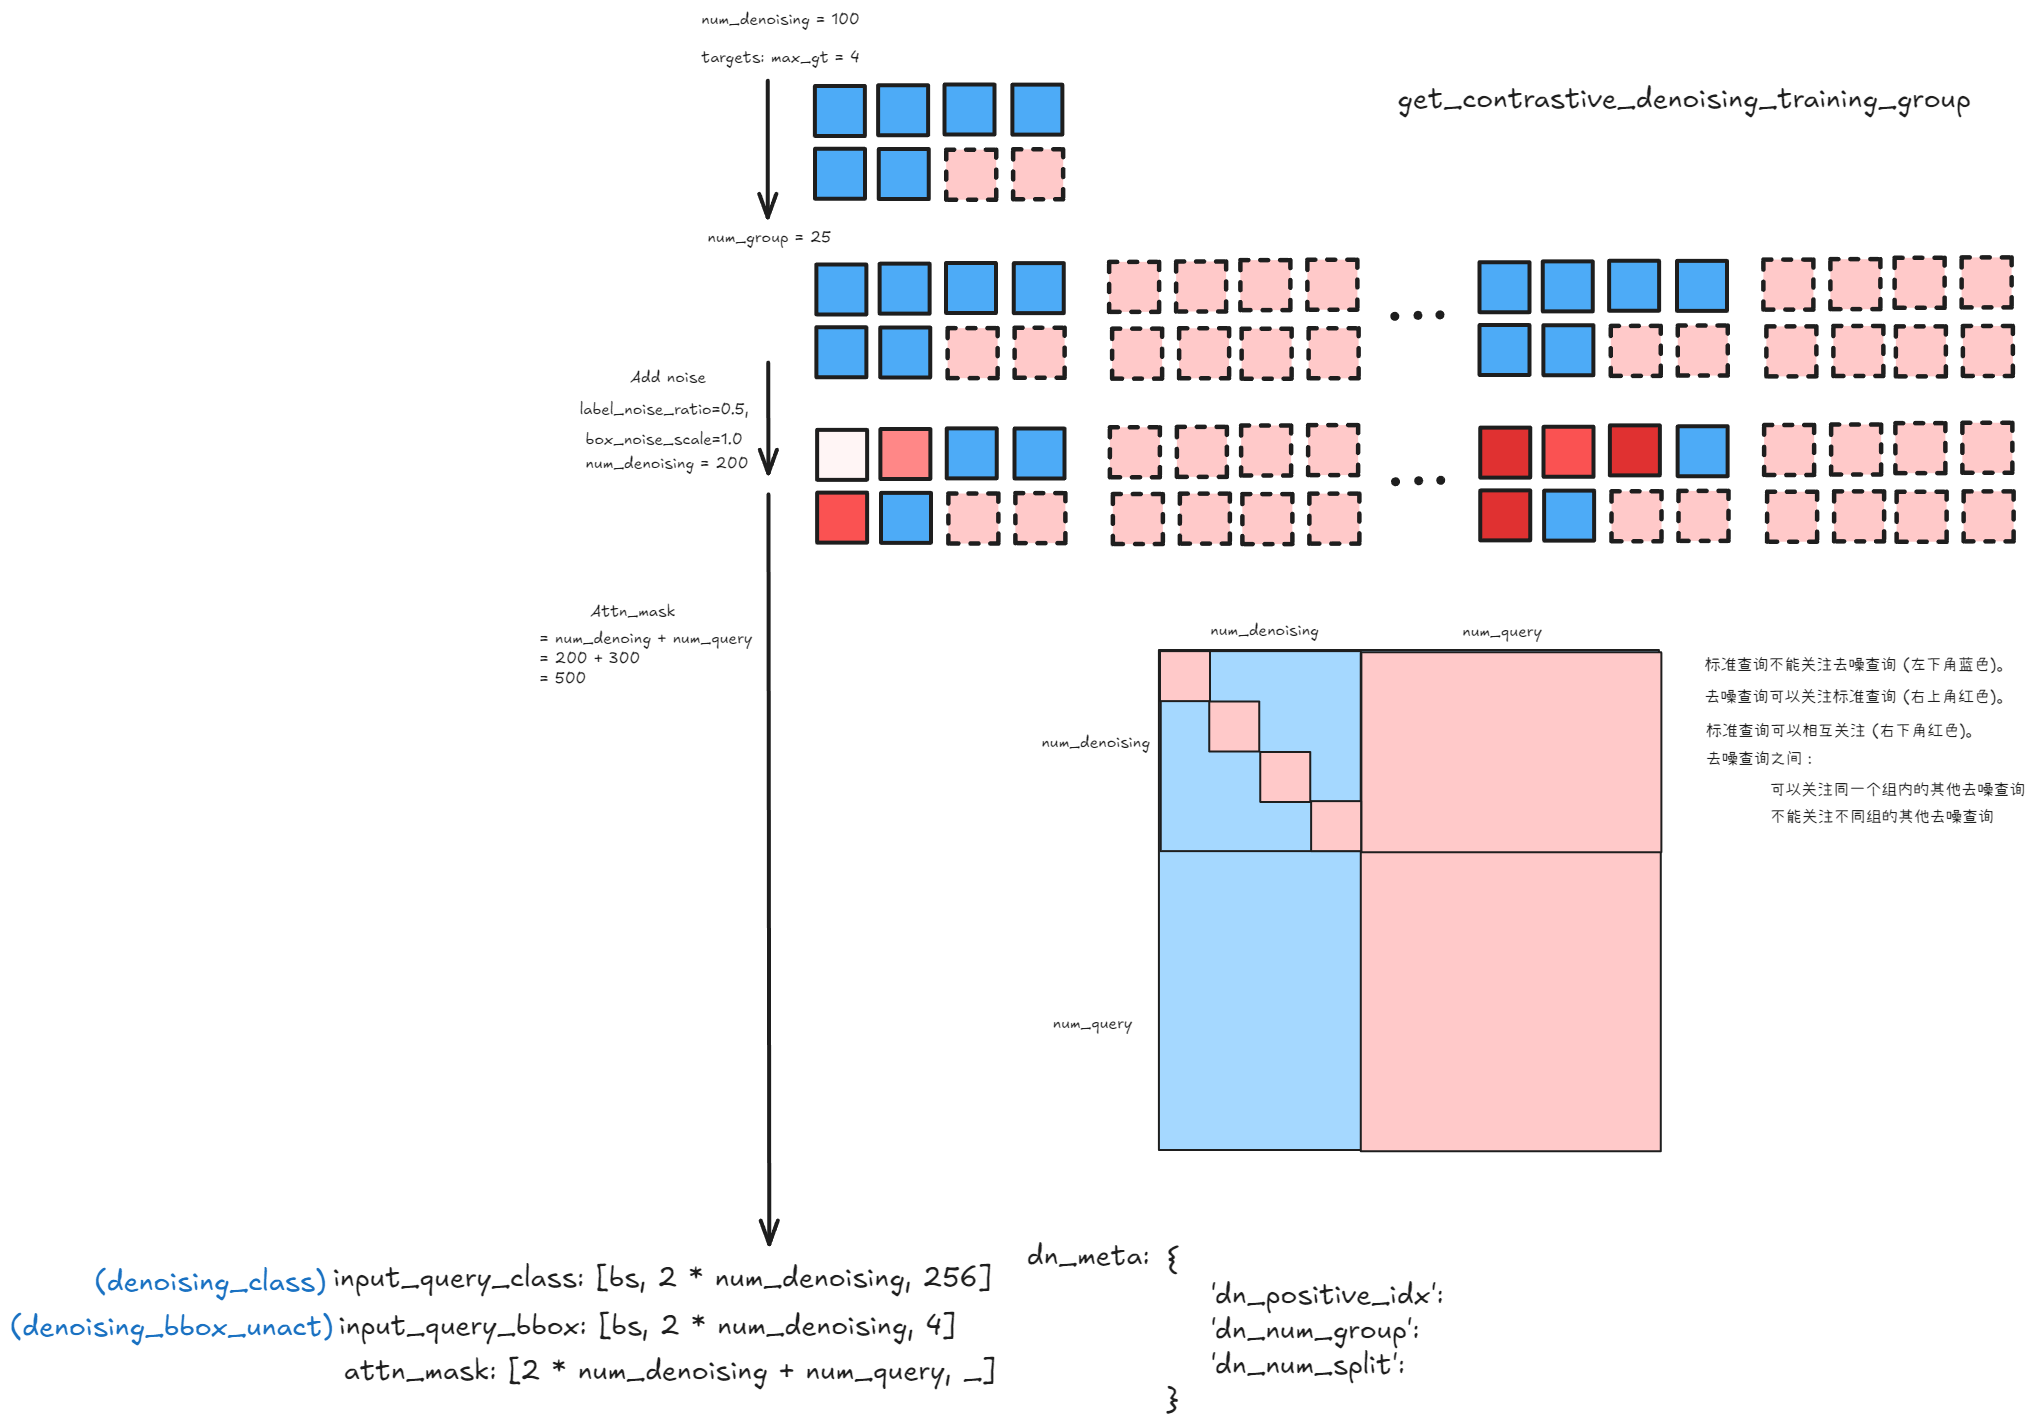 num_denoising = 100
targets: max_gt = 4
get_contrastive_denoising_training_group
num_group = 25
Add noise
label_noise_ratio=0.5,
box_noise_scale=1.0
num_denoising = 200
Attn_mask
= num_denoing + num_query
= 200 + 300
= 500
num_denoising
num_query
num_denoising
num_query
标准查询不能关注去噪查询 (左下角蓝色)。
去噪查询可以关注标准查询 (右上角红色)。
标准查询可以相互关注 (右下角红色)。
去噪查询之间：
可以关注同一个组内的其他去噪查询
不能关注不同组的其他去噪查询
(denoising_class) input_query_class: [bs, 2 * num_denoising, 256]
(denoising_bbox_unact) input_query_bbox: [bs, 2 * num_denoising, 4]
attn_mask: [2 * num_denoising + num_query, _]
dn_meta: {
'dn_positive_idx':
'dn_num_group':
'dn_num_split':
}